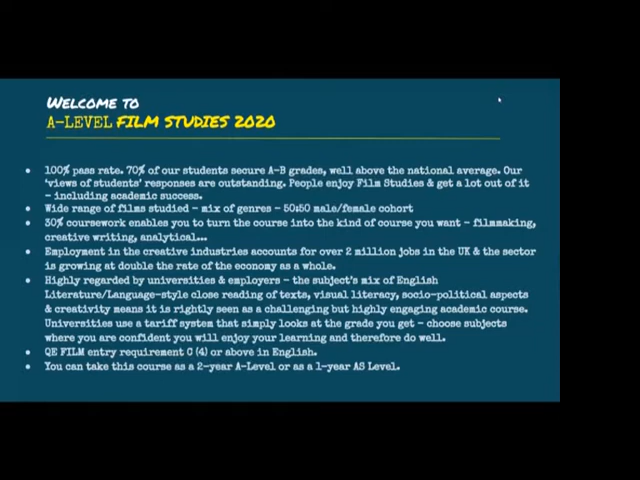 WELCOME TO
A-LEVEL FILM STUDIES 2020
• 100% pass rate. 70% of our students secure A-B grades, well above the national average. Our
'views of students' responses are outstanding. People enjoy Film Studies & get a lot out of it
– including academic success.
• Wide range of films studied – mix of genres – 50:50 male/female cohort
• 30% coursework enables you to turn the course into the kind of course you want – filmmaking,
creative writing, analytical...
• Employment in the creative industries accounts for over 2 million jobs in the UK & the sector
is growing at double the rate of the economy as a whole.
• Highly regarded by universities & employers – the subject's mix of English
Literature/Language-style close reading of texts, visual literacy, socio-political aspects
& creativity means it is rightly seen as a challenging but highly engaging academic course.
Universities use a tariff system that simply looks at the grade you get – choose subjects
where you are confident you will enjoy your learning and therefore do well.
• QE FILM entry requirement C (4) or above in English.
• You can take this course as a 2-year A-Level or as a 1-year AS Level.